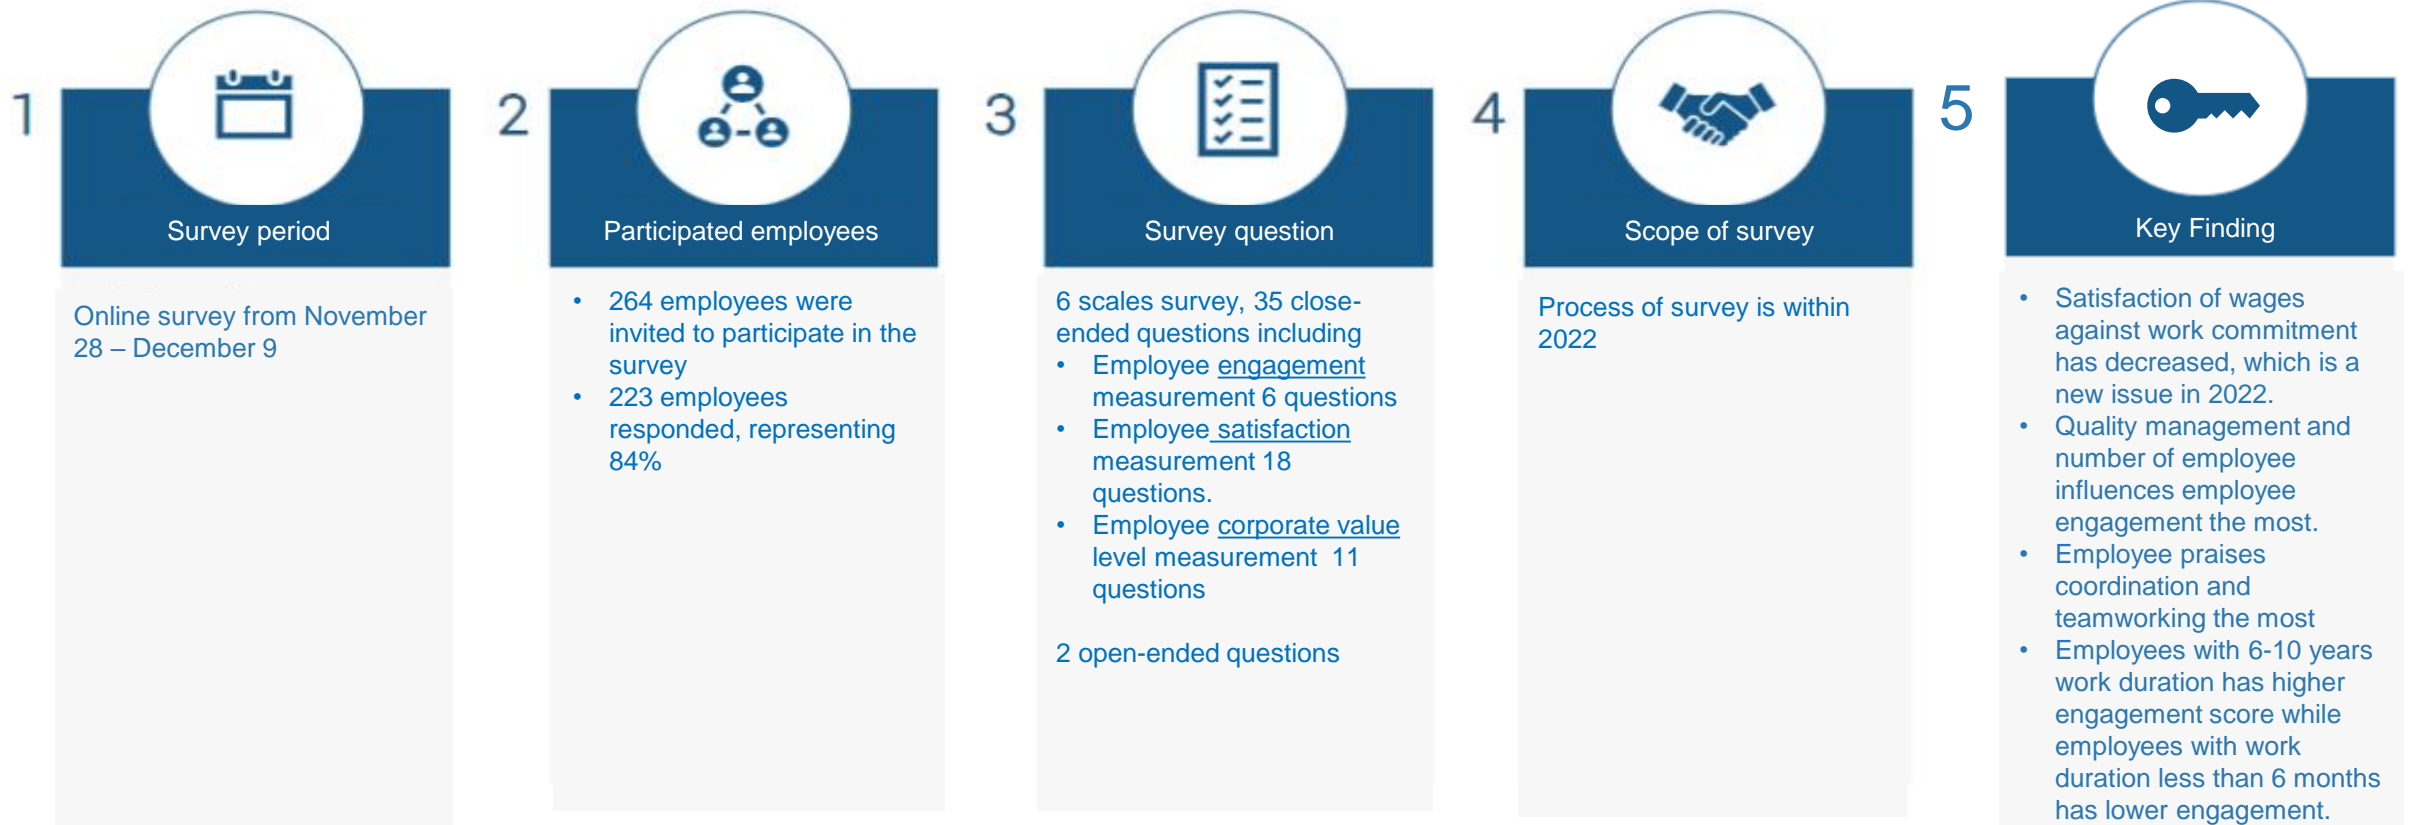 1
Survey period
Online survey from November
28 – December 9
2
Participated employees
• 264 employees were
invited to participate in the
survey
• 223 employees
responded, representing
84%
3
Survey question
6 scales survey, 35 close-
ended questions including
• Employee engagement
measurement 6 questions
• Employee satisfaction
measurement 18
questions.
• Employee corporate value
level measurement 11
questions
2 open-ended questions
4
Scope of survey
Process of survey is within
2022
5
Key Finding
• Satisfaction of wages
against work commitment
has decreased, which is a
new issue in 2022.
• Quality management and
number of employee
influences employee
engagement the most.
• Employee praises
coordination and
teamworking the most
• Employees with 6-10 years
work duration has higher
engagement score while
employees with work
duration less than 6 months
has lower engagement.